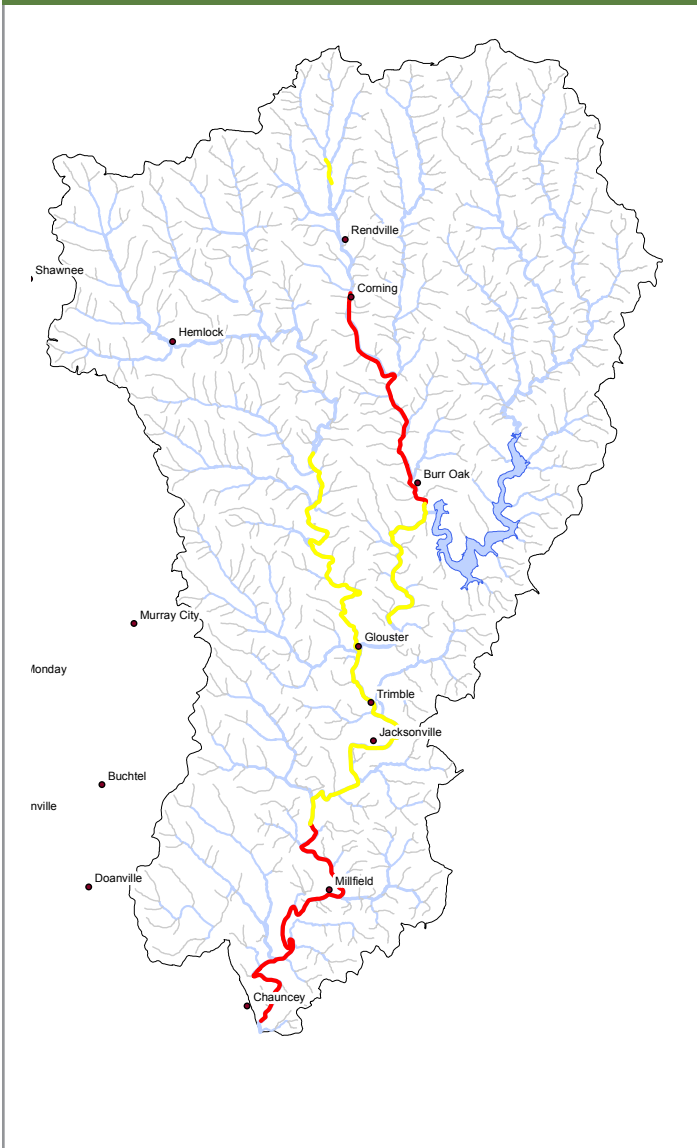 Rendville
Shawnee
Corning
Hemlock
Burr Oak
Murray City
Glouster
Monday
Trimble
Jacksonville
Buchtel
nville
Doanville
Millfield
Chauncey